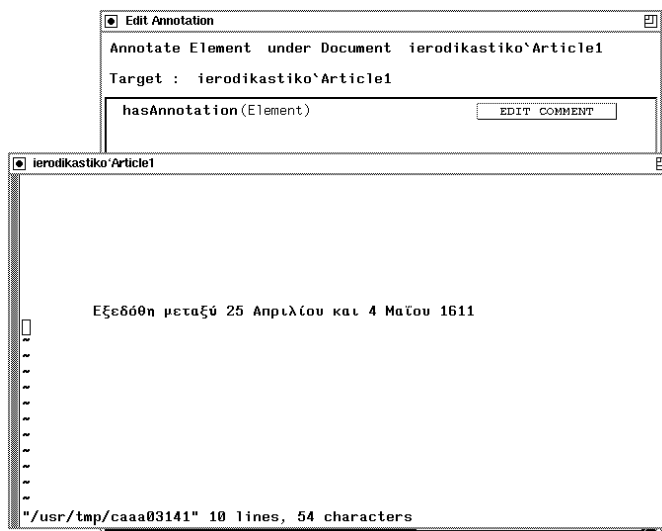 Edit Annotation
Annotate Element under Document ierodikastiko`Article1
Target : ierodikastiko`Article1
hasAnnotation(Element) EDIT COMMENT
ierodikastiko'Article1
Εξεδόθη μεταξύ 25 Απριλίου και 4 Μαΐου 1611
~
~
~
~
~
~
~
~
~
~
~
"/usr/tmp/caaa03141" 10 lines, 54 characters